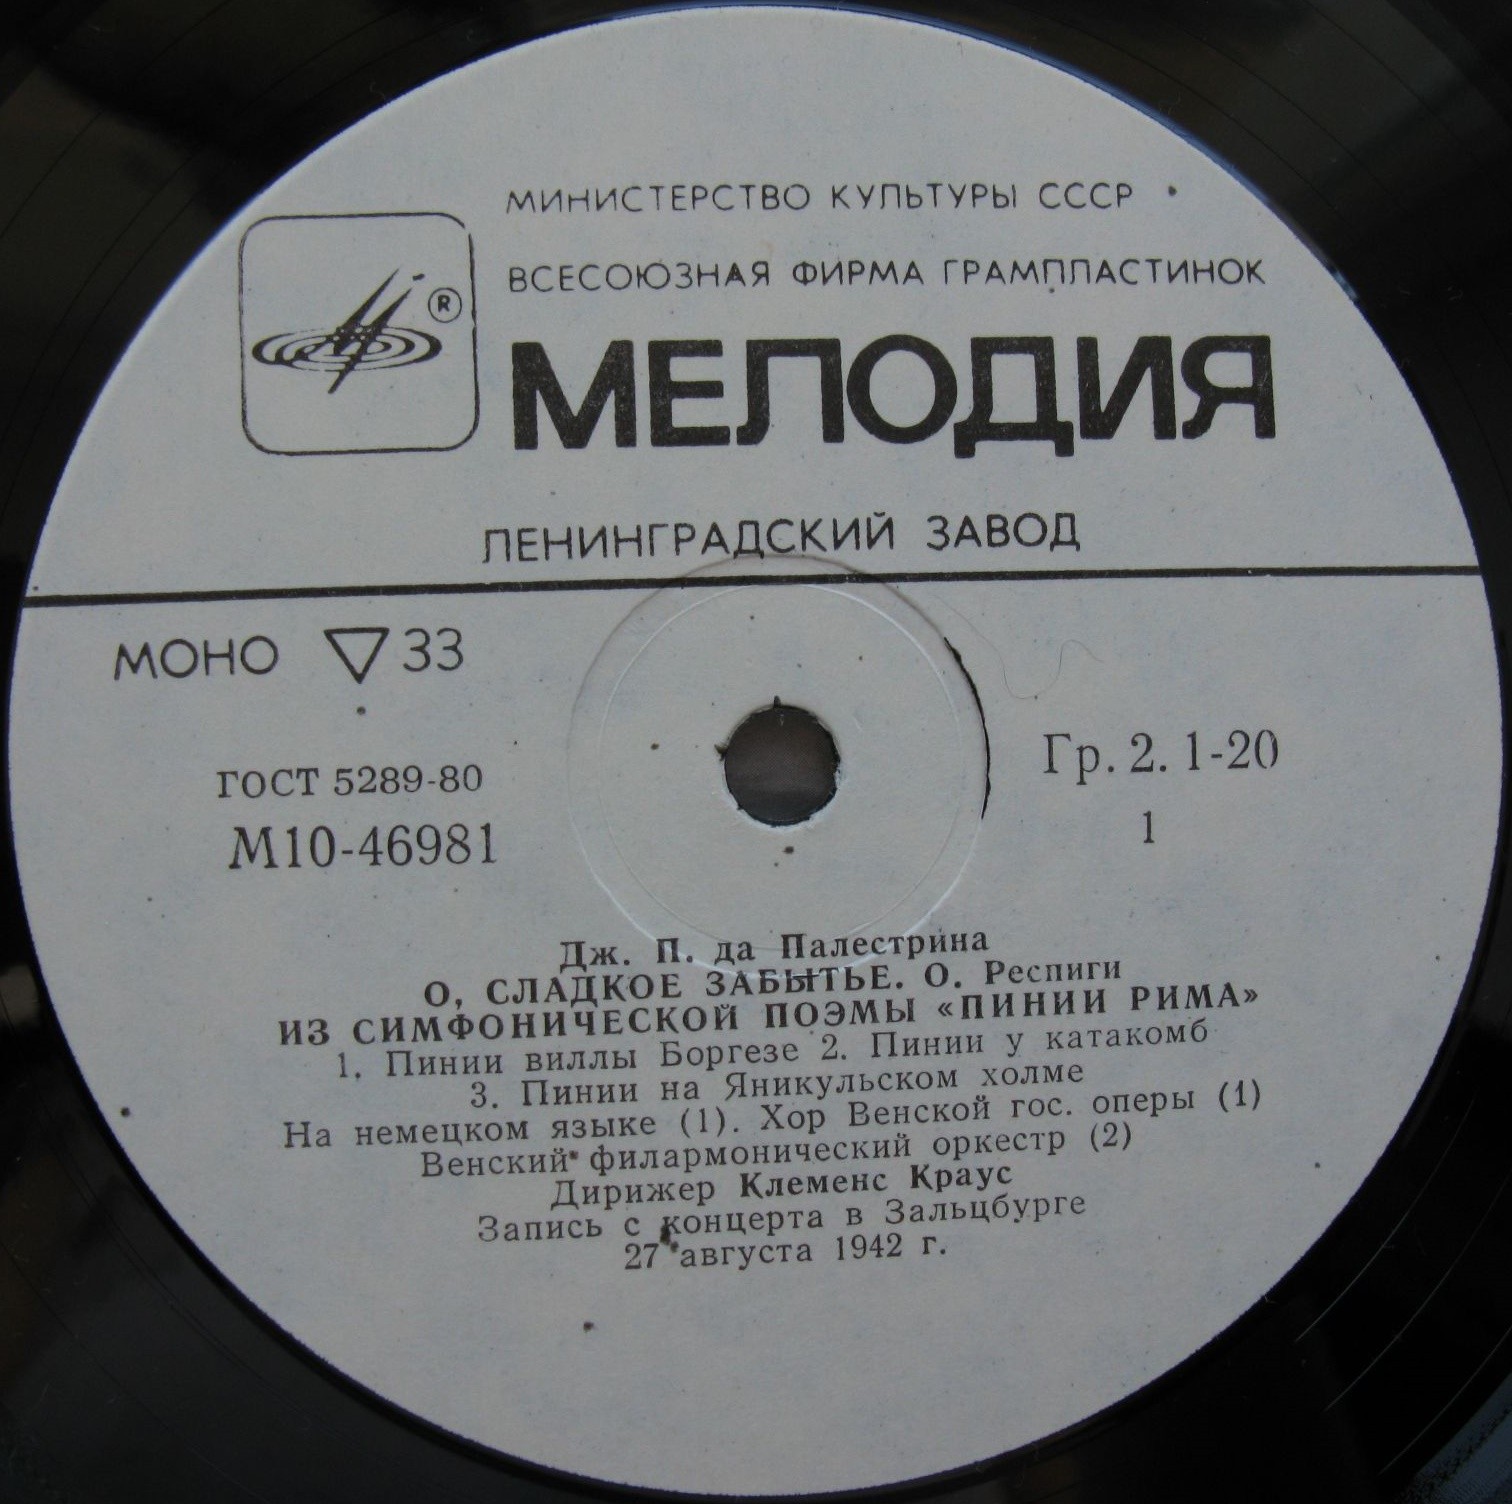 МИНИСТЕРСТВО КУЛЬТУРЫ СССР
ВСЕСОЮЗНАЯ ФИРМА ГРАМПЛАСТИНОК
®
МЕЛОДИЯ
ЛЕНИНГРАДСКИЙ ЗАВОД
МОНО ▽ 33
ГОСТ 5289-80
М10-46981
Гр. 2. 1-20
1
Дж. П. да Палестрина
О, СЛАДКОЕ ЗАБЫТЬЕ. О. Респиги
ИЗ СИМФОНИЧЕСКОЙ ПОЭМЫ «ПИНИИ РИМА»
1. Пинии виллы Боргезе 2. Пинии у катакомб
3. Пинии на Яникульском холме
На немецком языке (1). Хор Венской гос. оперы (1)
Венский филармонический оркестр (2)
Дирижер Клеменс Краус
Запись с концерта в Зальцбурге
27 августа 1942 г.